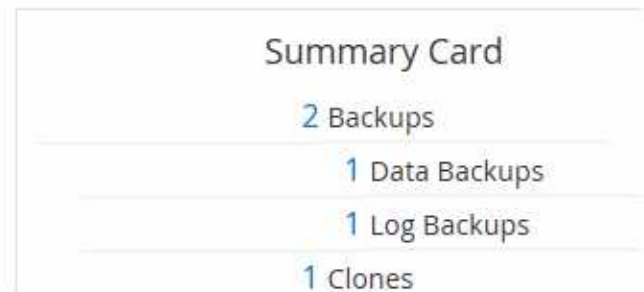 Summary Card
2 Backups
1 Data Backups
1 Log Backups
1 Clones